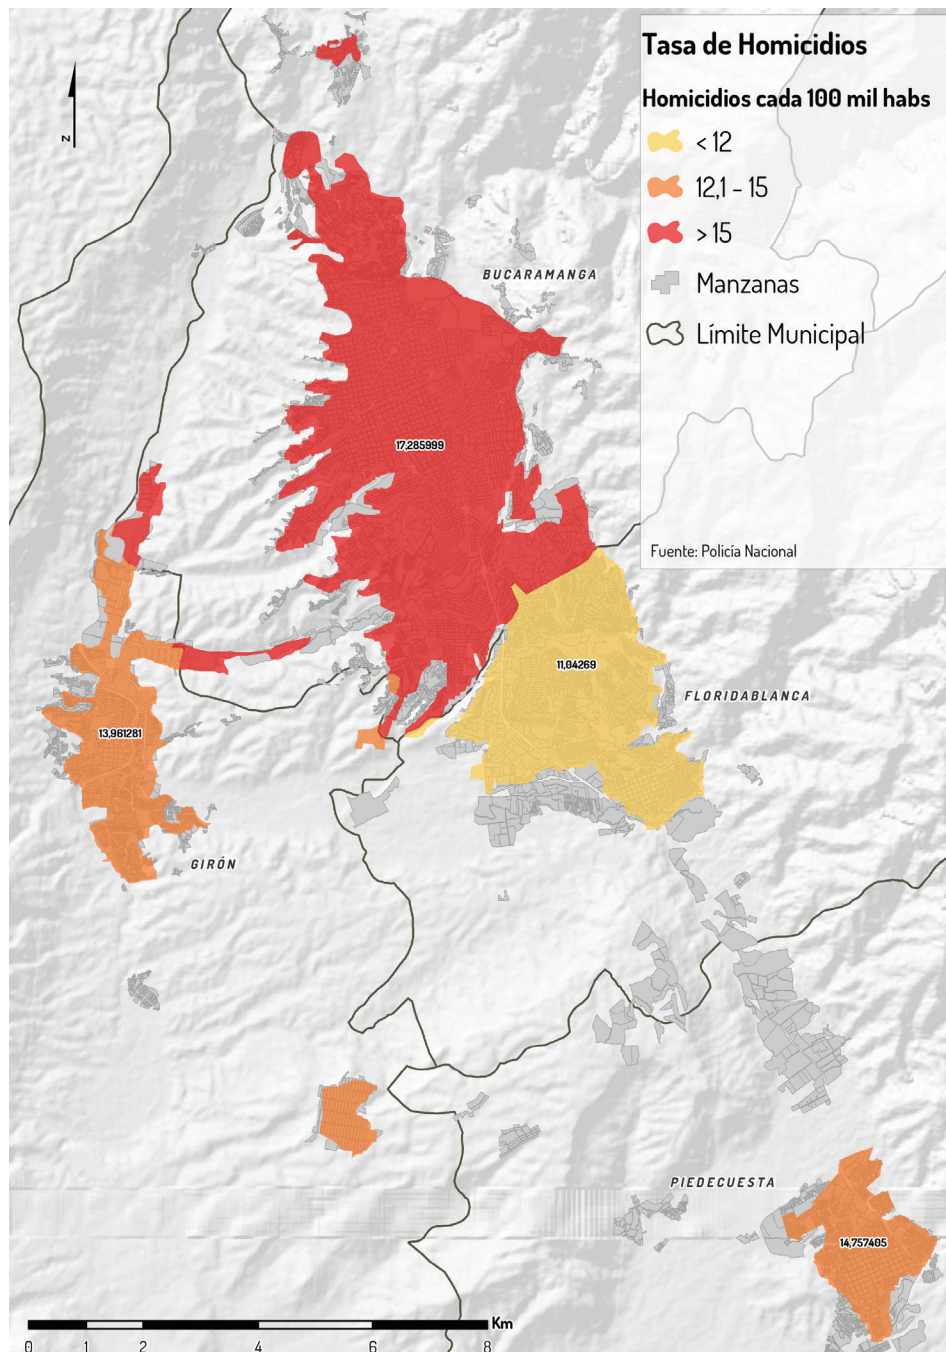 Tasa de Homicidios
Homicidios cada 100 mil habs
< 12
12,1 - 15
> 15
Manzanas
Límite Municipal
Fuente: Policía Nacional
N
BUCARAMANGA
17,285999
11,04269
FLORIDABLANCA
13,961281
GIRÓN
PIEDECUESTA
14,757405
Km
0 1 2 4 6 8